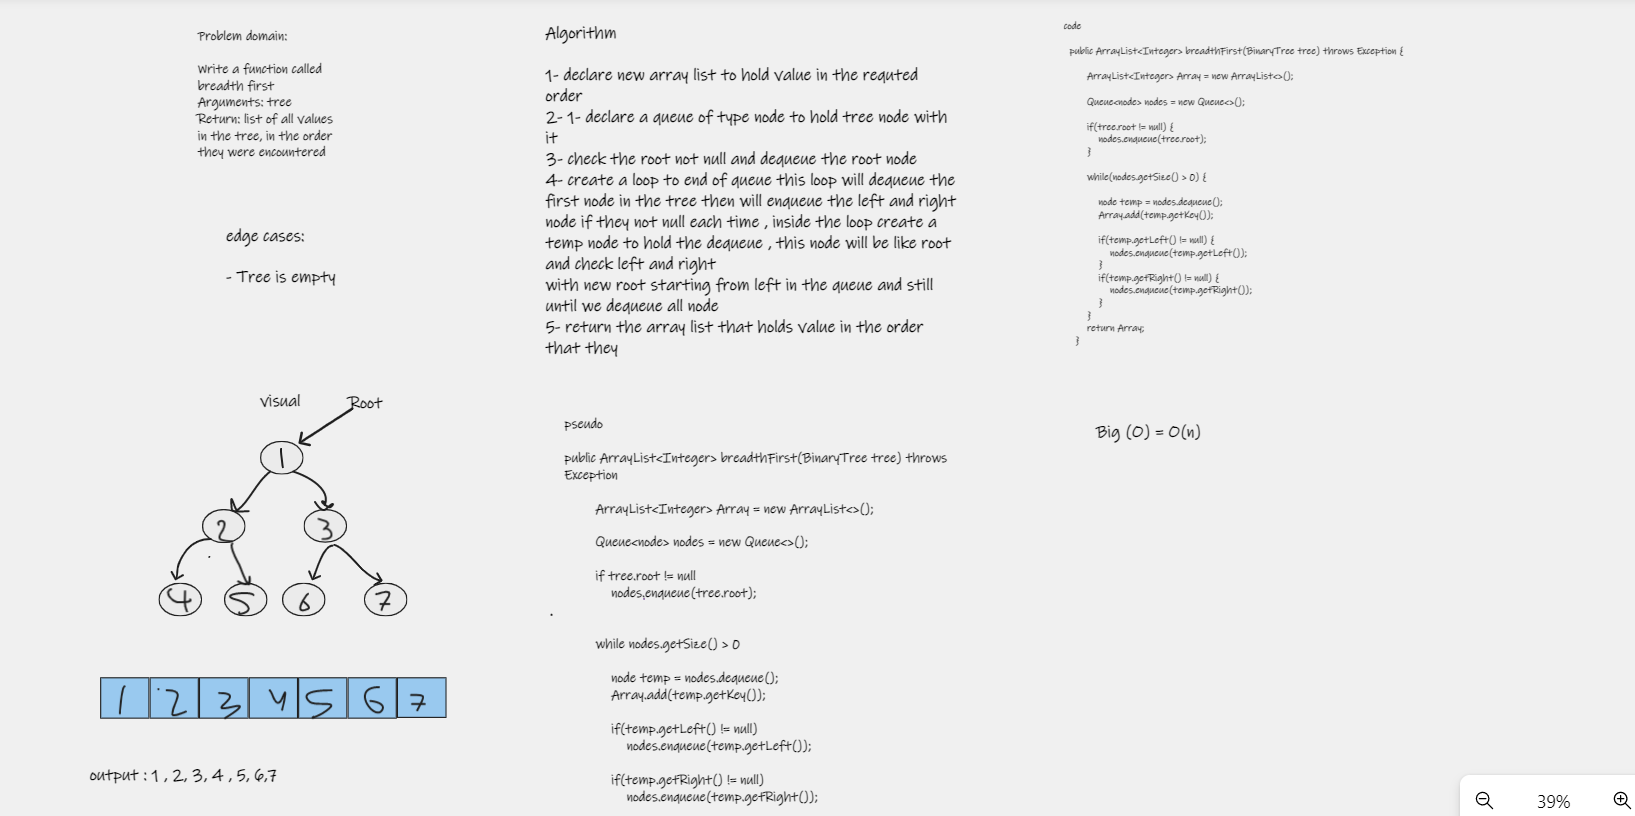 Problem domain:
Write a function called
breadth first
Arguments: tree
Return: list of all values
in the tree, in the order
they were encountered
edge cases:
- Tree is empty
visual
Root
1
2
3
4
5
6
7
1 2 3 4 5 6 7
output : 1 , 2, 3, 4 , 5, 6,7
Algorithm
1- declare new array list to hold value in the requted
order
2- 1- declare a queue of type node to hold tree node with
it
3- check the root not null and dequeue the root node
4- create a loop to end of queue this loop will dequeue the
first node in the tree then will enqueue the left and right
node if they not null each time , inside the loop create a
temp node to hold the dequeue , this node will be like root
and check left and right
with new root starting from left in the queue and still
until we dequeue all node
5- return the array list that holds value in the order
that they
pseudo
public ArrayList<Integer> breadthFirst(BinaryTree tree) throws
Exception
ArrayList<Integer> Array = new ArrayList<>();
Queue<node> nodes = new Queue<>();
if tree.root != null
nodes,enqueue(tree.root);
while nodes.getSize() > 0
node temp = nodes.dequeue();
Array.add(temp.getKey());
if(temp.getLeft() != null)
nodes.enqueue(temp.getLeft());
if(temp.getRight() != null)
nodes.enqueue(temp.getRight());
code
public ArrayList<Integer> breadthFirst(BinaryTree tree) throws Exception {
ArrayList<Integer> Array = new ArrayList<>();
Queue<node> nodes = new Queue<>();
if(tree.root != null) {
nodes.enqueue(tree.root);
}
while(nodes.getSize() > 0) {
node temp = nodes.dequeue();
Array.add(temp.getKey());
if(temp.getLeft() != null) {
nodes.enqueue(temp.getLeft());
}
if(temp.getRight() != null) {
nodes.enqueue(temp.getRight());
}
}
return Array;
}
Big (O) = O(n)
39%